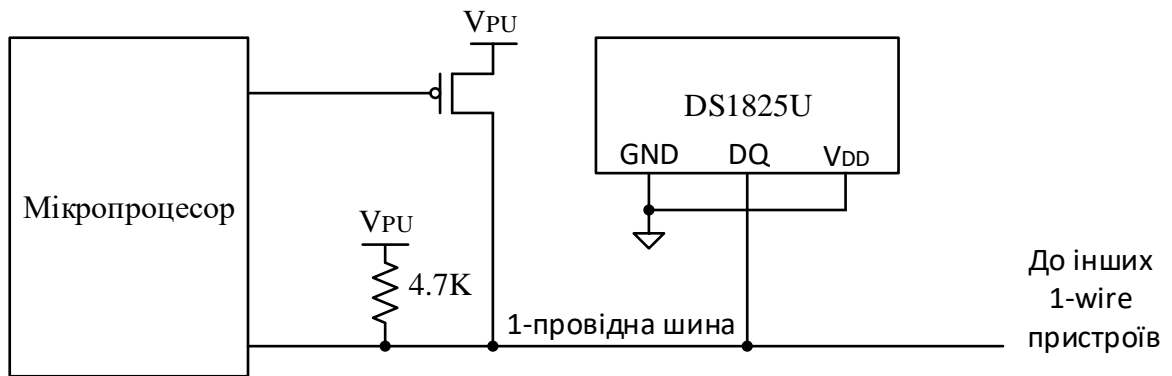 VPU
DS1825U
GND DQ VDD
Мікропроцесор
VPU
4.7K
1-провідна шина
До інших
1-wire
пристроїв